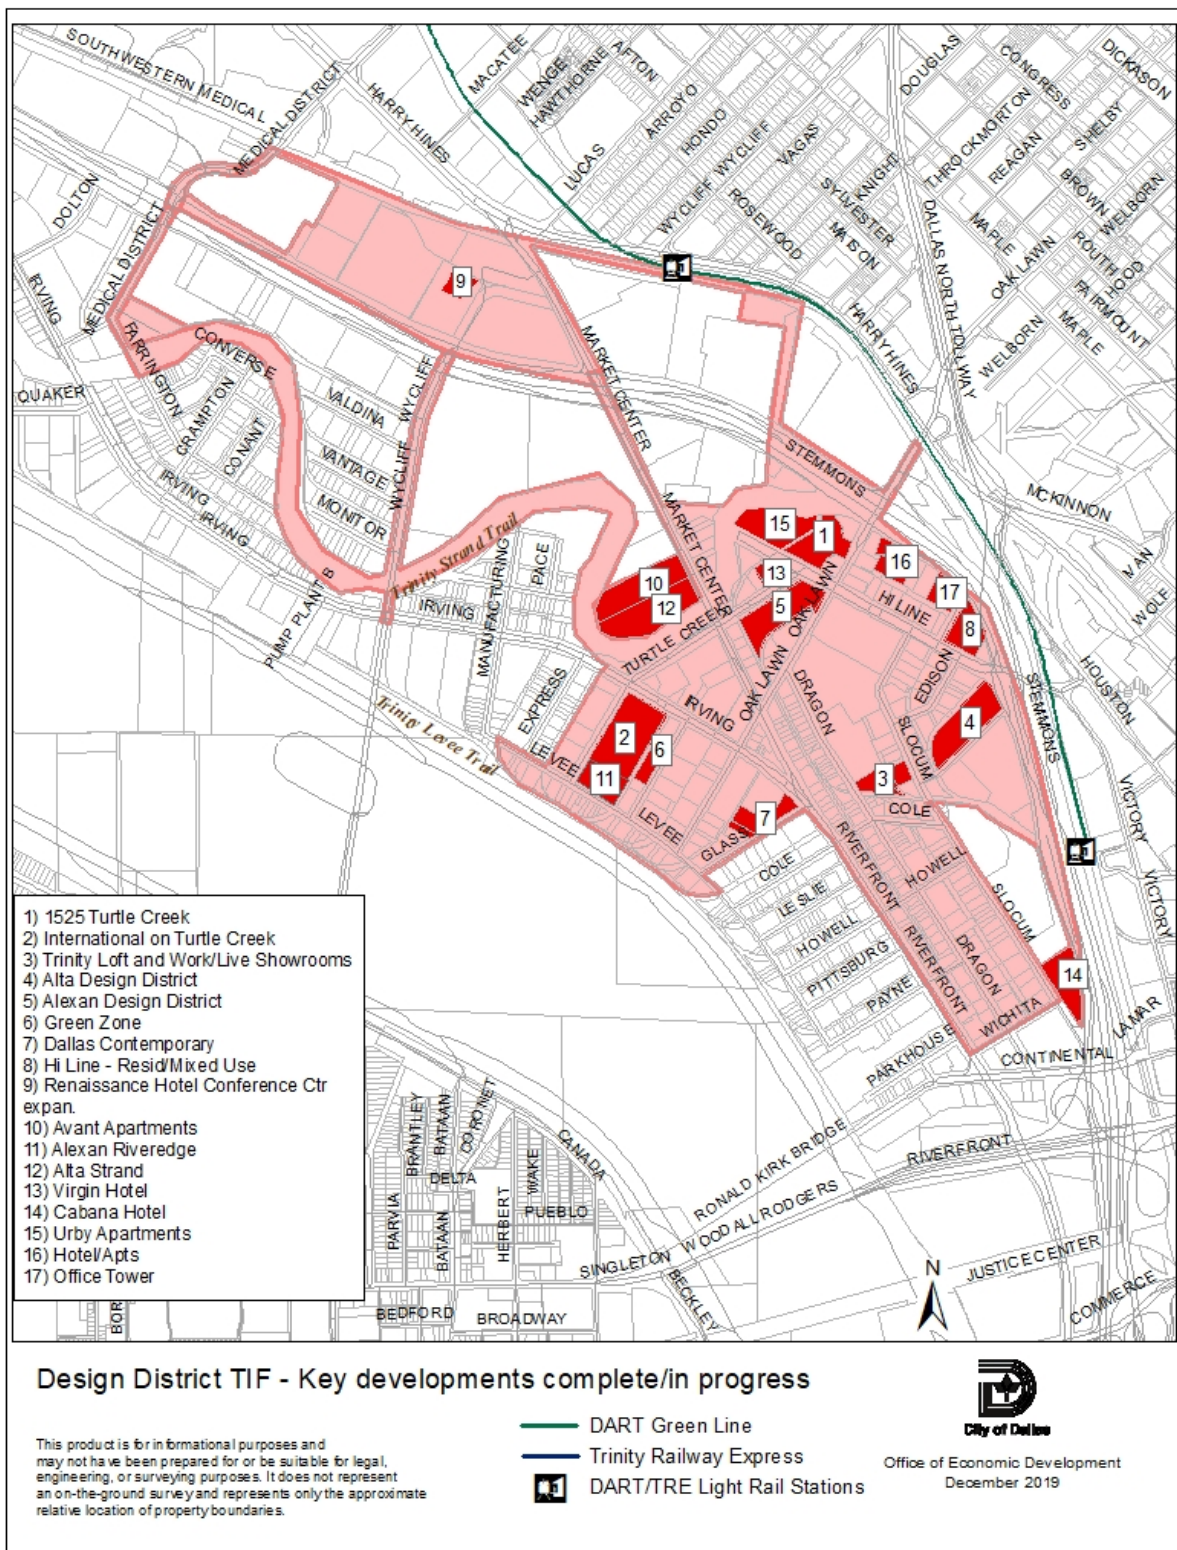 SOUTHWESTERN MEDICAL
MEDICAL DISTRICT
HARRY HINES
MACATEE
WENGE
HAWTHORNE
AFTON
ARROYO
LUCAS
HONDO
WYCLIFF
WYCLIFF
VAGAS
ROSEWOOD
SYLVESTER
KNIGHT
MAISON
DOUGLAS
CONGRESS
DICKASON
THROCKMORTON
REAGAN
SHELBY
BROWN
WELBORN
MAPLE
OAK LAWN
ROUTH
HOOD
FAIRMOUNT
MAPLE
WELBORN
DALLAS NORTH TOLLWAY
HARRY HINES
DOLTON
MEDICAL DISTRICT
IRVING
FARRINGTON
CONVERSE
QUAKER
CRAMPTON
CONANT
VALDINA
VANTAGE
MONITOR
WYCLIFF
WYCLIFF
IRVING
IRVING
PUMP PLANT B
MARKET CENTER
MARKET CENTER
STEMMONS
MCKINNON
IVAN
WOLF
HOUSTON
STEMMONS
VICTORY
VICTORY
Trinity Strand Trail
Trinity Levee Trail
IRVING
MANUFACTURING
PACE
EXPRESS
LEVEE
LEVEE
TURTLE CREEK
IRVING
OAK LAWN
OAK LAWN
HI LINE
EDISON
SLOCUM
DRAGON
GLASS
COLE
COLE
LESLIE
HOWELL
PITTSBURG
PAYNE
PARKHOUSE
RIVERFRONT
RIVERFRONT
HOWELL
SLOCUM
DRAGON
WICHITA
CONTINENTAL
LAMAR
9
15
1
16
13
5
17
8
10
12
2
6
11
4
3
7
14
1) 1525 Turtle Creek
2) International on Turtle Creek
3) Trinity Loft and Work/Live Showrooms
4) Alta Design District
5) Alexan Design District
6) Green Zone
7) Dallas Contemporary
8) Hi Line - Resid/Mixed Use
9) Renaissance Hotel Conference Ctr
expan.
10) Avant Apartments
11) Alexan Riveredge
12) Alta Strand
13) Virgin Hotel
14) Cabana Hotel
15) Urby Apartments
16) Hotel/Apts
17) Office Tower
BRANTLEY
BATAAN
CORONET
DELTA
PARVIA
BATAAN
HERBERT
WAKE
PUEBLO
CANADA
BEDFORD
BROADWAY
BOR
SINGLETON
WOODALL RODGERS
RONALD KIRK BRIDGE
RIVERFRONT
BECKLEY
JUSTICE CENTER
COMMERCE
N
Design District TIF - Key developments complete/in progress
This product is for informational purposes and
may not have been prepared for or be suitable for legal,
engineering, or surveying purposes. It does not represent
an on-the-ground survey and represents only the approximate
relative location of property boundaries.
DART Green Line
Trinity Railway Express
DART/TRE Light Rail Stations
City of Dallas
Office of Economic Development
December 2019